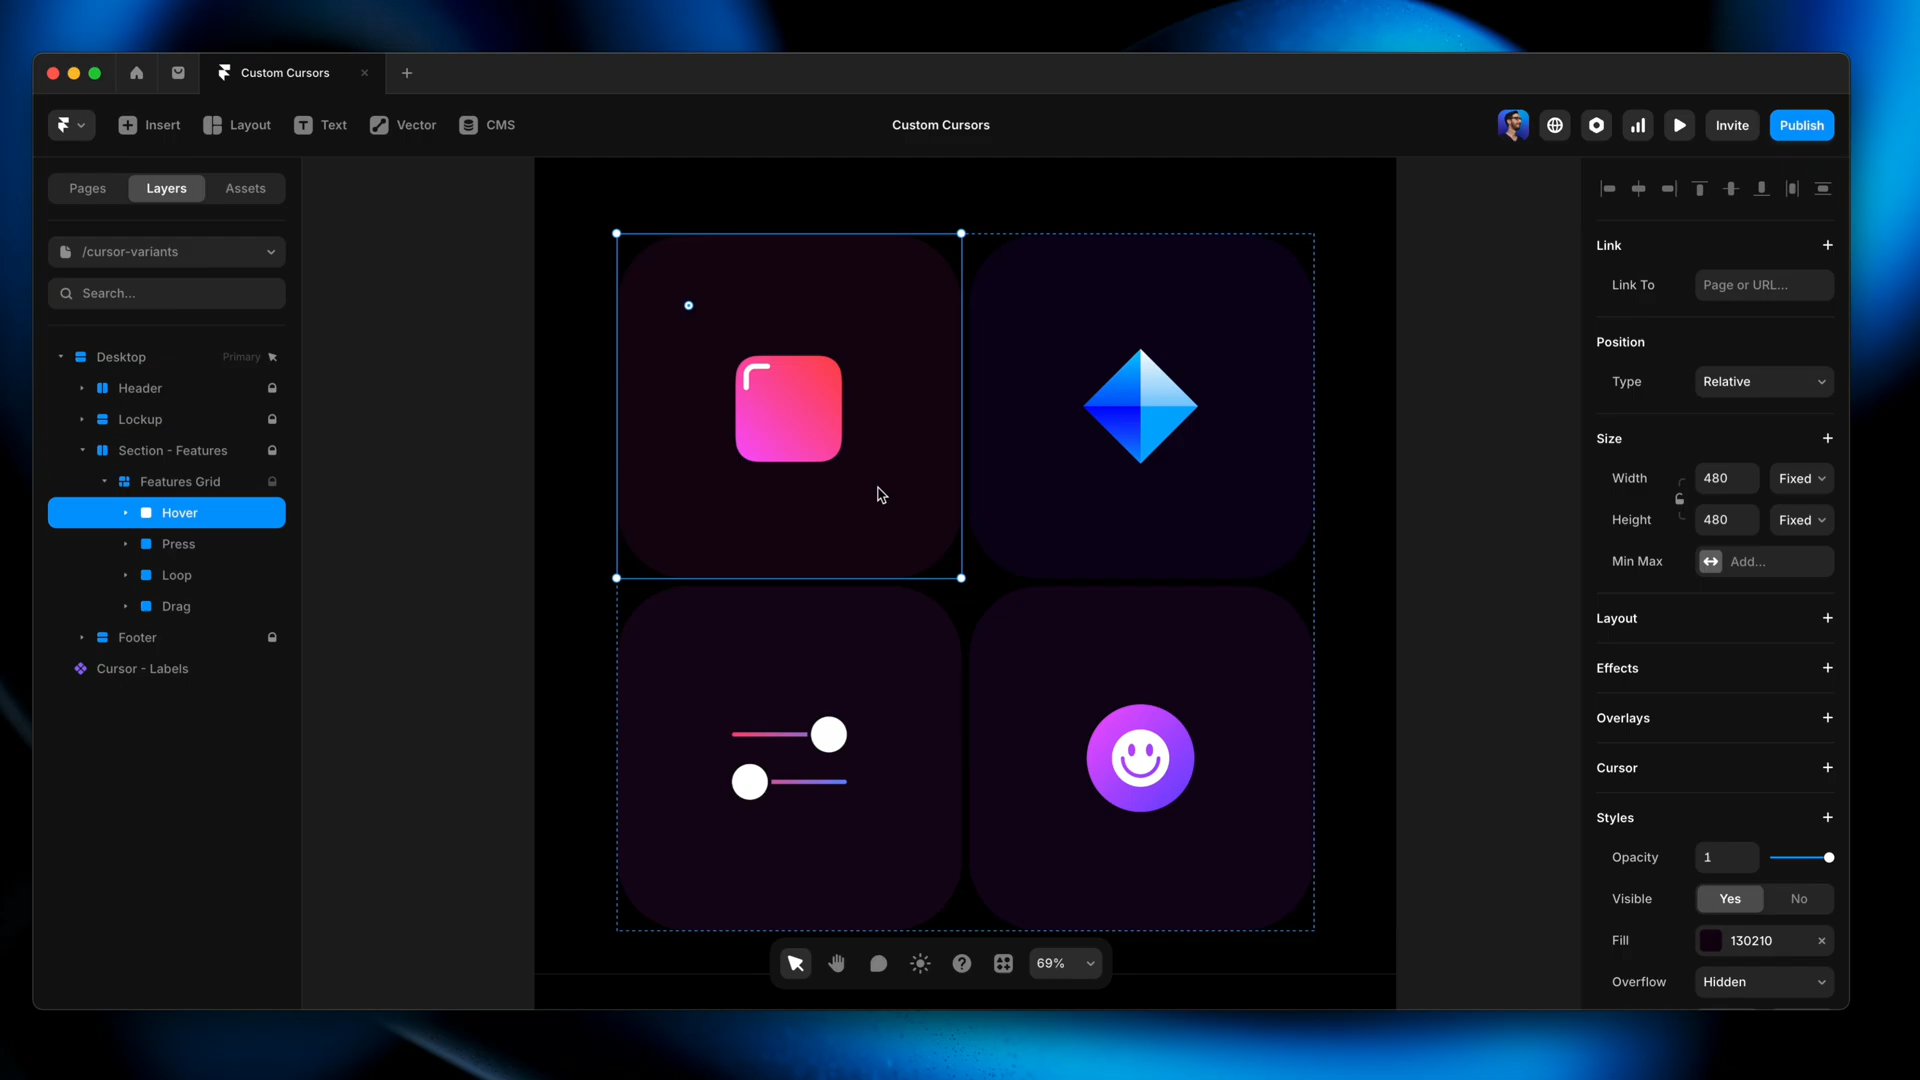 Custom Cursors
Insert
Layout
Text
Vector
CMS
Custom Cursors
Invite
Publish
Pages
Layers
Assets
/cursor-variants
Search...
Desktop
Primary
Header
Lockup
Section - Features
Features Grid
Hover
Press
Loop
Drag
Footer
Cursor - Labels
69%
Link
Link To
Page or URL...
Position
Type
Relative
Size
Width
480
Fixed
Height
480
Fixed
Min Max
Add...
Layout
Effects
Overlays
Cursor
Styles
Opacity
1
Visible
Yes
No
Fill
130210
Overflow
Hidden